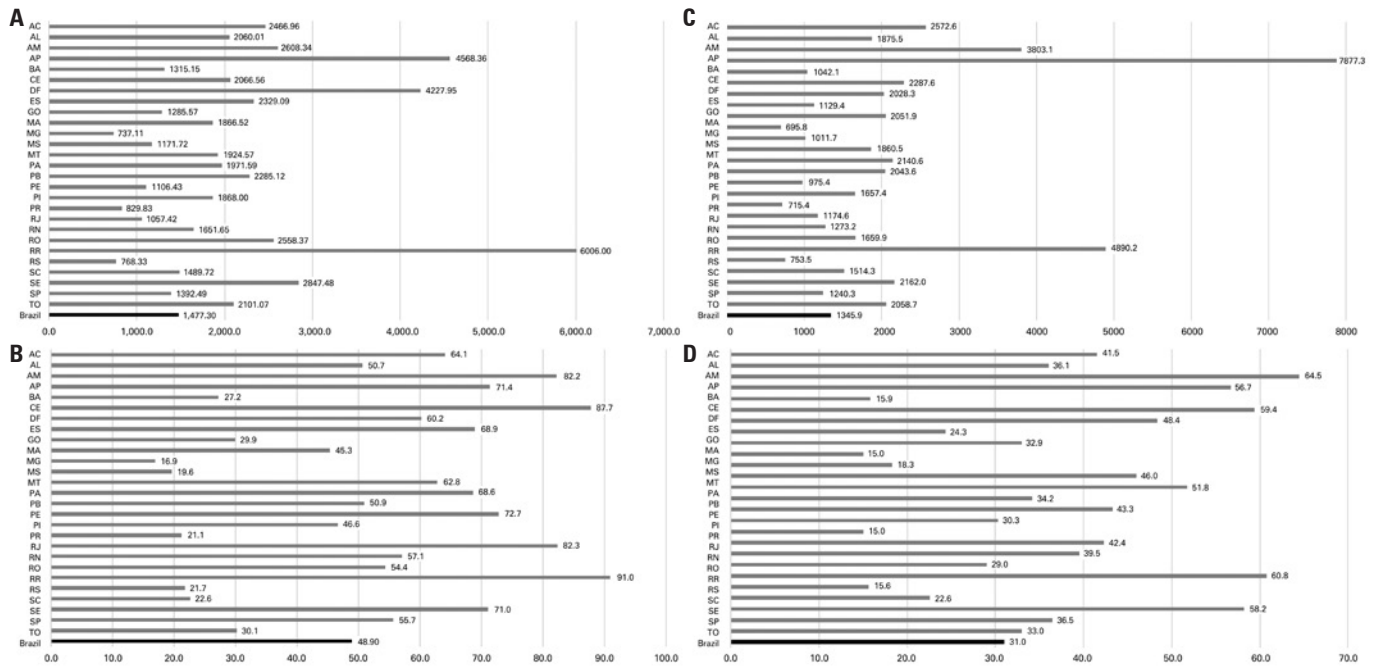 A
AC 2466.96
AL 2060.01
AM 2608.34
AP 4568.36
BA 1315.15
CE 2066.56
DF 4227.95
ES 2329.09
GO 1285.57
MA 1866.52
MG 737.11
MS 1171.72
MT 1924.57
PA 1971.59
PB 2285.12
PE 1106.43
PI 1868.00
PR 829.83
RJ 1057.42
RN 1651.65
RO 2558.37
RR 6006.00
RS 768.33
SC 1489.72
SE 2847.48
SP 1392.49
TO 2101.07
Brazil 1,477.30
0.0 1,000.0 2,000.0 3,000.0 4,000.0 5,000.0 6,000.0 7,000.0
B
AC 64.1
AL 50.7
AM 82.2
AP 71.4
BA 27.2
CE 87.7
DF 60.2
ES 68.9
GO 29.9
MA 45.3
MG 16.9
MS 19.6
MT 62.8
PA 68.6
PB 50.9
PE 72.7
PI 46.6
PR 21.1
RJ 82.3
RN 57.1
RO 54.4
RR 91.0
RS 21.7
SC 22.6
SE 71.0
SP 55.7
TO 30.1
Brazil 48.90
0.0 10.0 20.0 30.0 40.0 50.0 60.0 70.0 80.0 90.0 100.0
C
AC 2572.6
AL 1875.5
AM 3803.1
AP 7877.3
BA 1042.1
CE 2287.6
DF 2028.3
ES 1129.4
GO 2051.9
MA 695.8
MG 1011.7
MS 1860.5
MT
PA 2140.6
PB 2043.6
PE 975.4
PI 1657.4
PR 715.4
RJ 1174.6
RN 1273.2
RO 1659.9
RR 4890.2
RS 753.5
SC 1514.3
SE 2162.0
SP 1240.3
TO 2058.7
Brazil 1345.9
0 1000 2000 3000 4000 5000 6000 7000 8000
D
AC 41.5
AL 36.1
AM 64.5
AP 56.7
BA 15.9
CE 59.4
DF 48.4
ES 24.3
GO 32.9
MA 15.0
MG 18.3
MS 46.0
MT
PA 51.8
PB 34.2
PE 43.3
PI 30.3
PR 15.0
RJ 42.4
RN 39.5
RO 29.0
RR 60.8
RS 15.6
SC 22.6
SE 58.2
SP 36.5
TO 33.0
Brazil 31.0
0.0 10.0 20.0 30.0 40.0 50.0 60.0 70.0